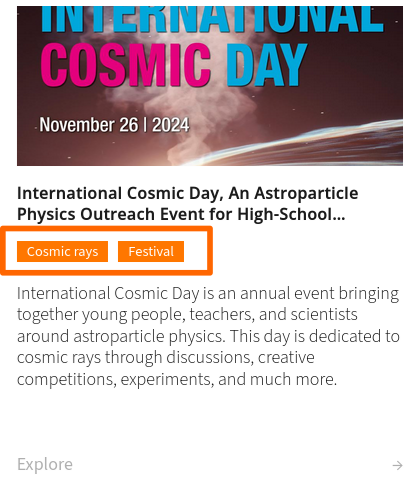 INTERNATIONAL
COSMIC DAY
November 26 | 2024
International Cosmic Day, An Astroparticle
Physics Outreach Event for High-School...
Cosmic rays Festival
International Cosmic Day is an annual event bringing
together young people, teachers, and scientists
around astroparticle physics. This day is dedicated to
cosmic rays through discussions, creative
competitions, experiments, and much more.
Explore →